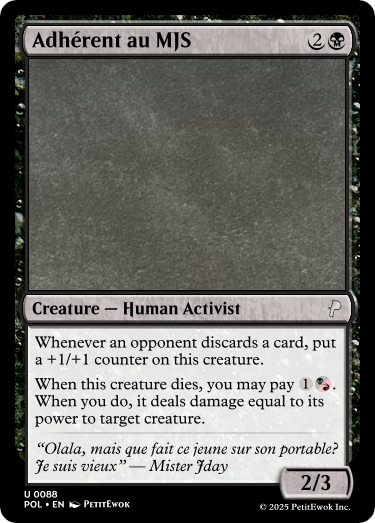 Adhérent au MJS
2
Creature — Human Activist
Whenever an opponent discards a card, put
a +1/+1 counter on this creature.
When this creature dies, you may pay 1 .
When you do, it deals damage equal to its
power to target creature.
“Olala, mais que fait ce jeune sur son portable?
Je suis vieux” — Mister Jday
2/3
U 0088
POL • EN PetitEwok
© 2025 PetitEwok Inc.